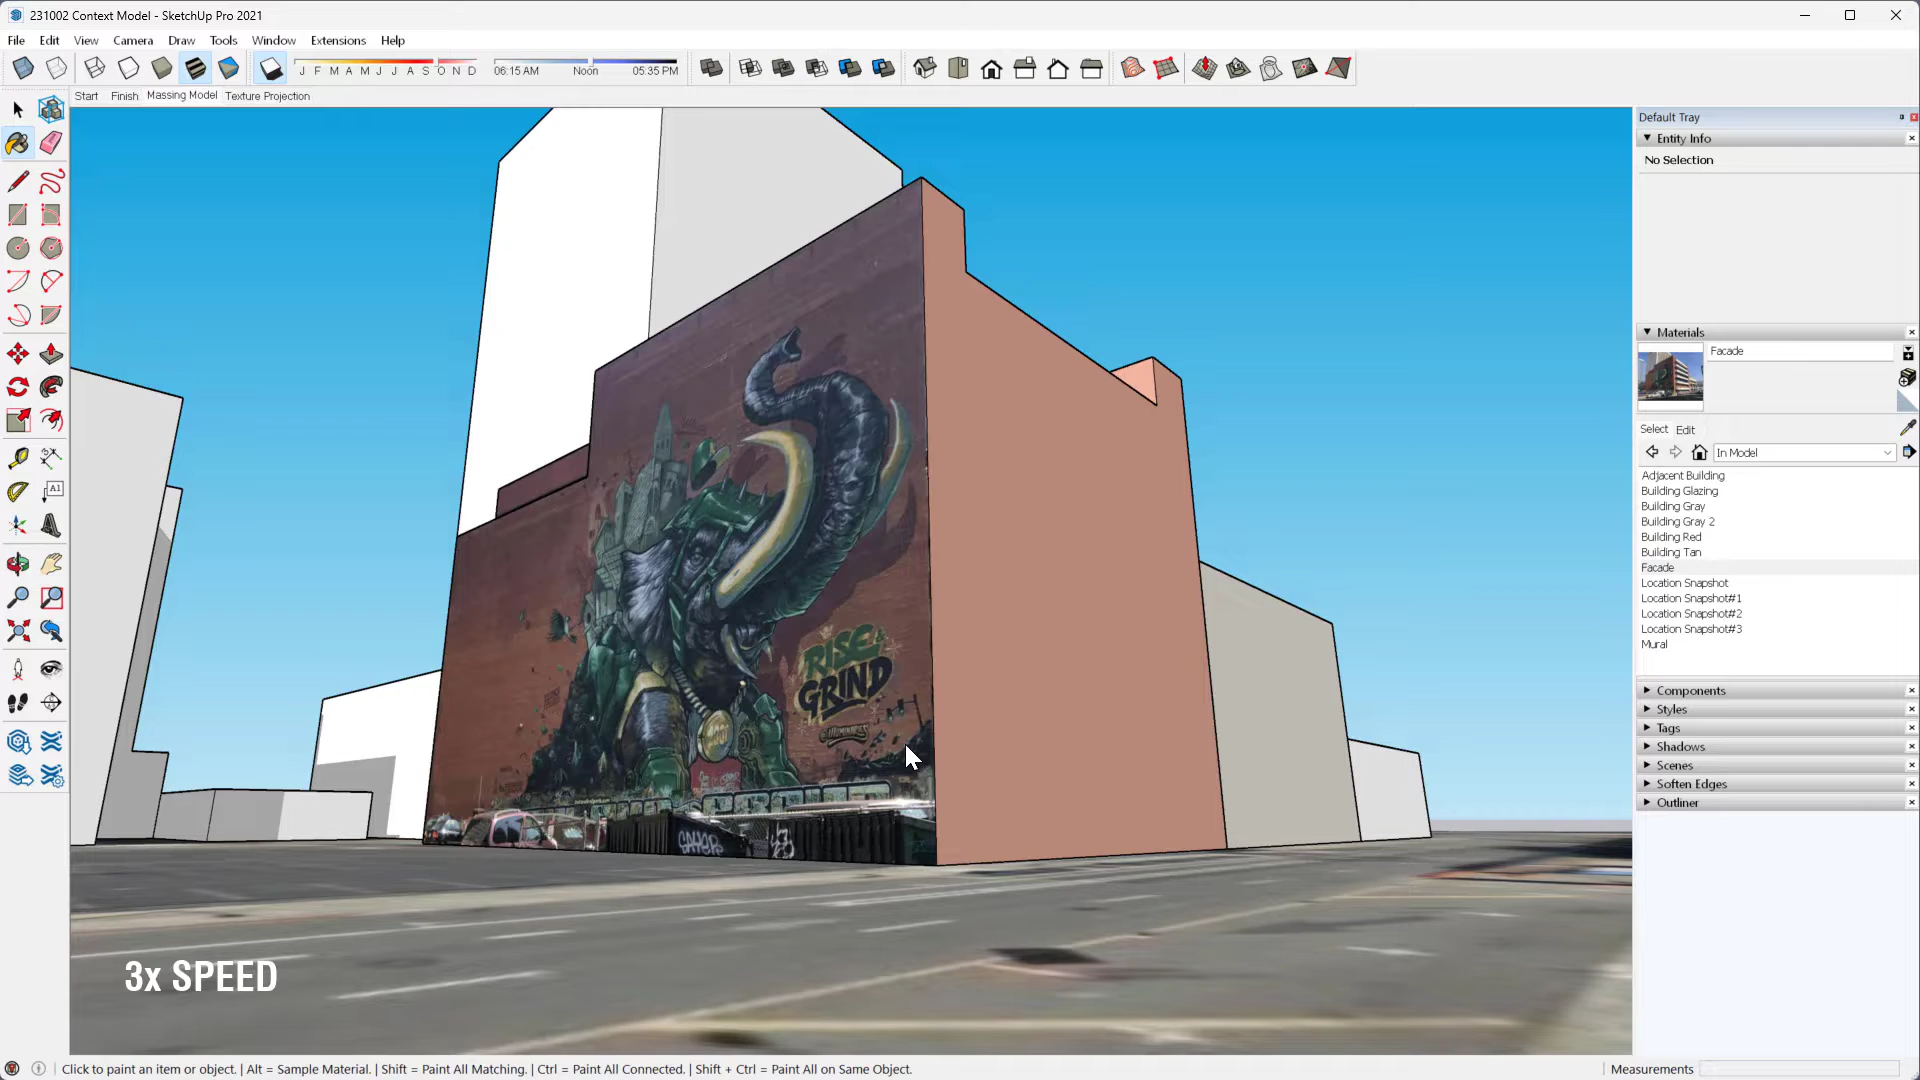 231002 Context Model - SketchUp Pro 2021
File Edit View Camera Draw Tools Window Extensions Help
J F M A M J J A S O N D
06:15 AM Noon 05:35 PM
Start Finish Massing Model Texture Projection
Default Tray
Entity Info
No Selection
Materials
Facade
Select Edit
In Model
Adjacent Building
Building Glazing
Building Gray
Building Gray 2
Building Red
Building Tan
Facade
Location Snapshot
Location Snapshot#1
Location Snapshot#2
Location Snapshot#3
Mural
Components
Styles
Tags
Shadows
Scenes
Soften Edges
Outliner
A1
RISE
GRIND
3x SPEED
Click to paint an item or object. | Alt = Sample Material. | Shift = Paint All Matching. | Ctrl = Paint All Connected. | Shift + Ctrl = Paint All on Same Object.
Measurements